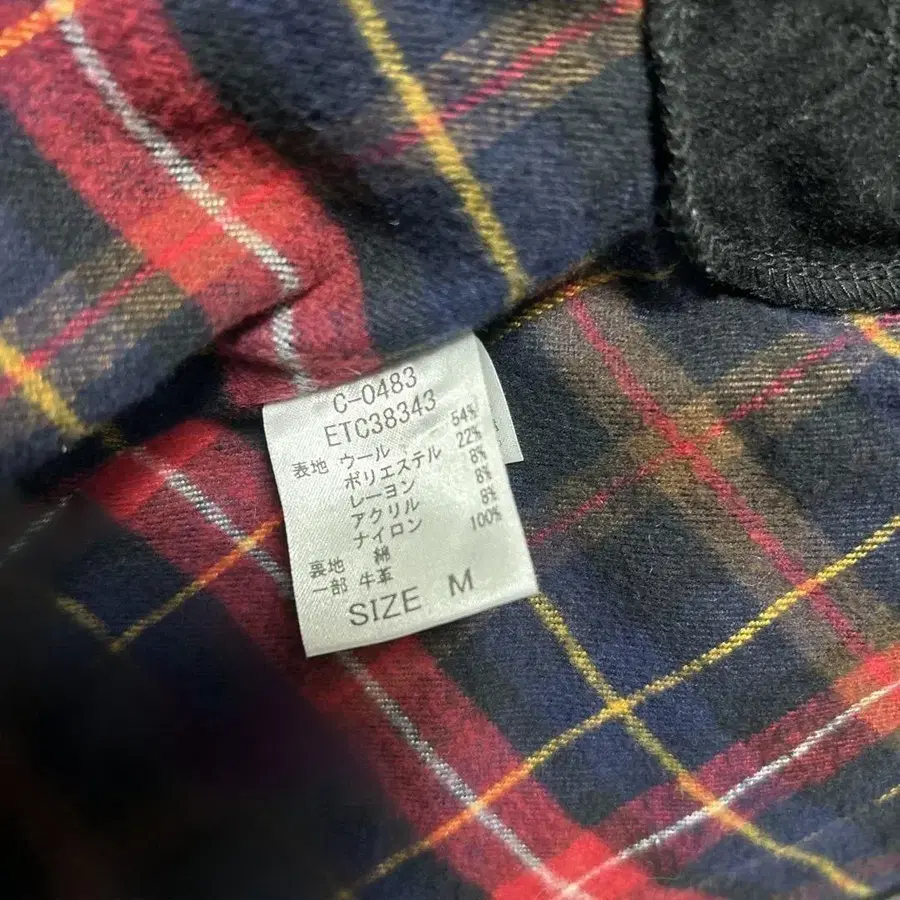 C-0483
ETC38343
表地 ウール 54%
ポリエステル 22%
レーヨン 8%
アクリル 8%
ナイロン 8%
裏地 綿 100%
一部 牛革
SIZE M